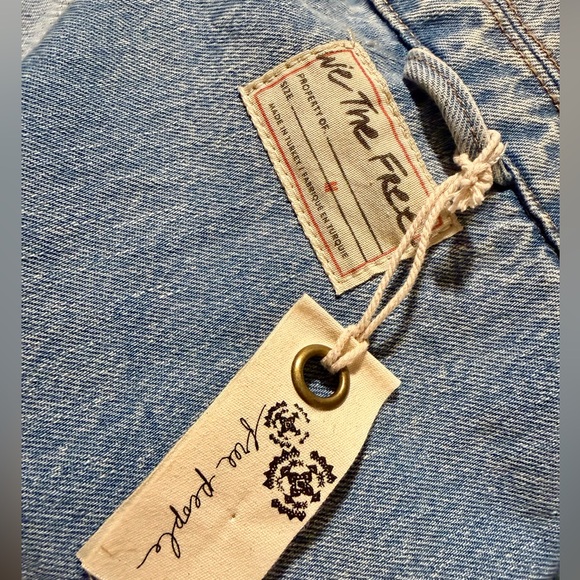 We The Free
PROPERTY OF:
SIZE:
MADE IN TURKEY / FABRIQUÉ EN TURQUIE
free people